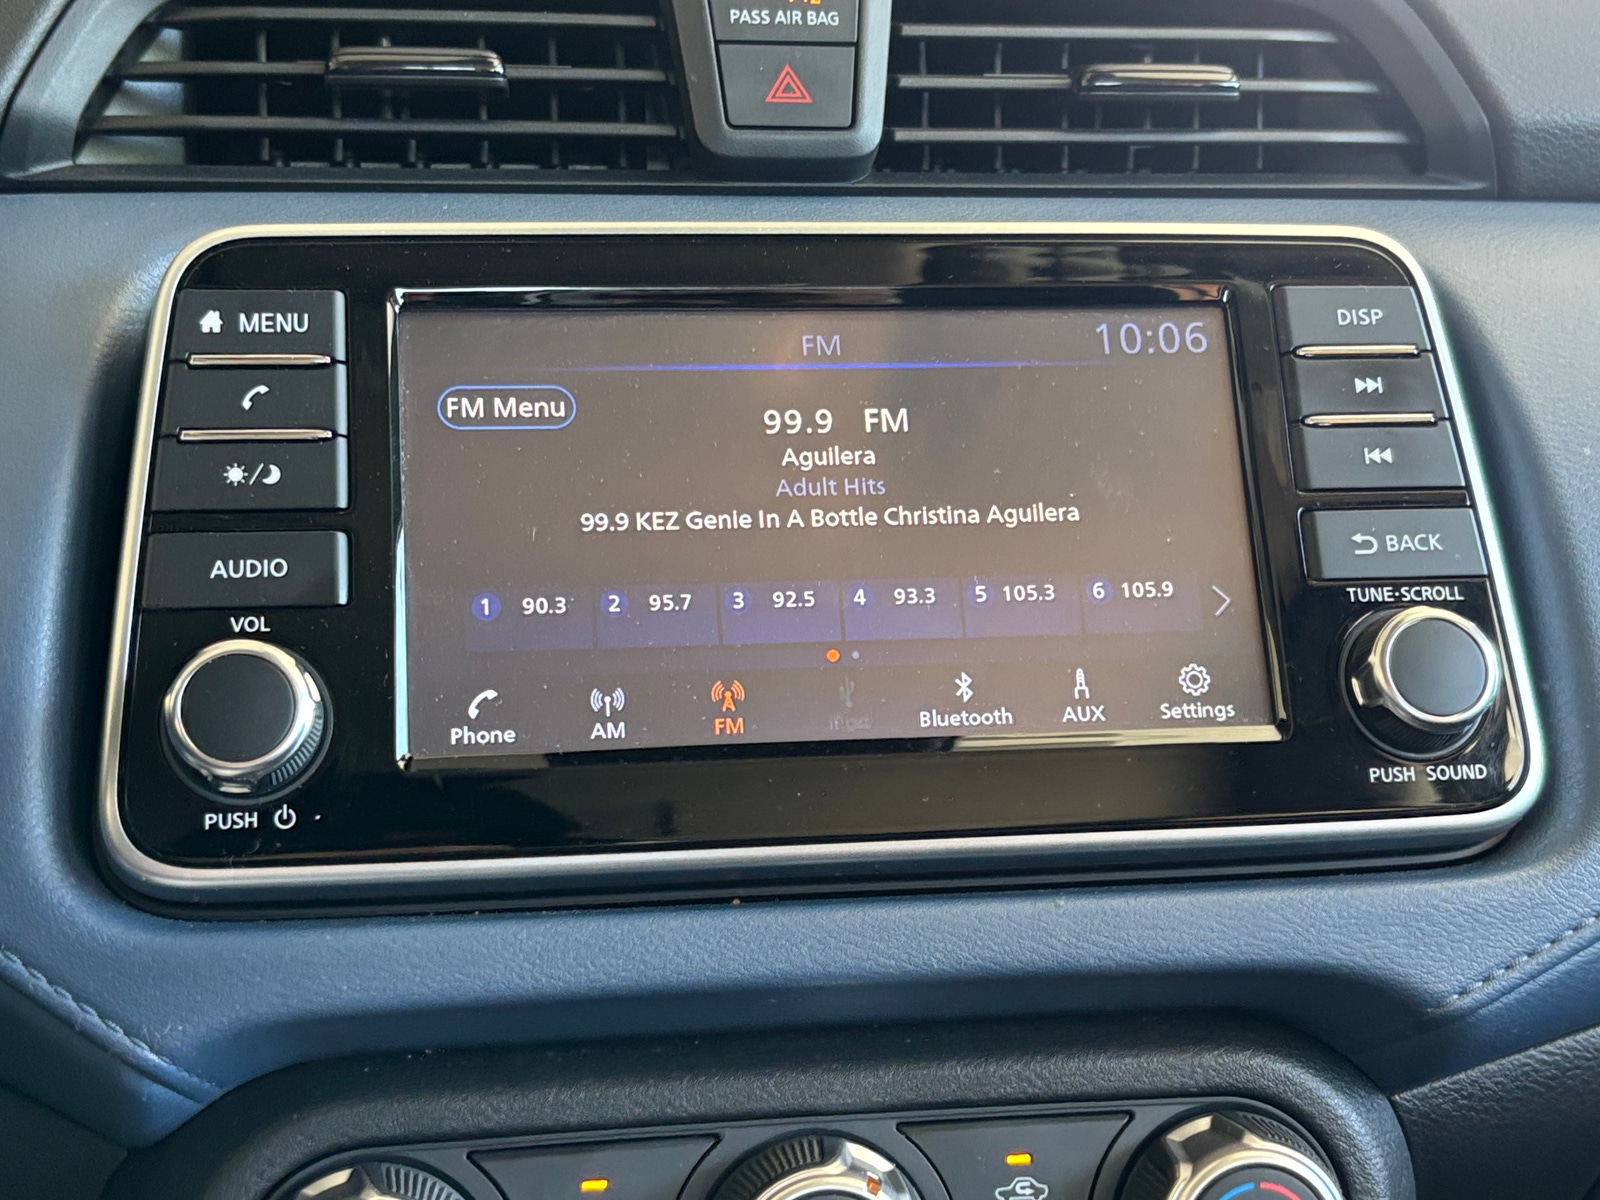 PASS AIR BAG
MENU
DISP
FM 10:06
FM Menu
99.9 FM
Aguilera
Adult Hits
99.9 KEZ Genie In A Bottle Christina Aguilera
AUDIO
BACK
VOL
TUNE·SCROLL
1 90.3 2 95.7 3 92.5 4 93.3 5 105.3 6 105.9
Phone AM FM iPod Bluetooth AUX Settings
PUSH
PUSH SOUND